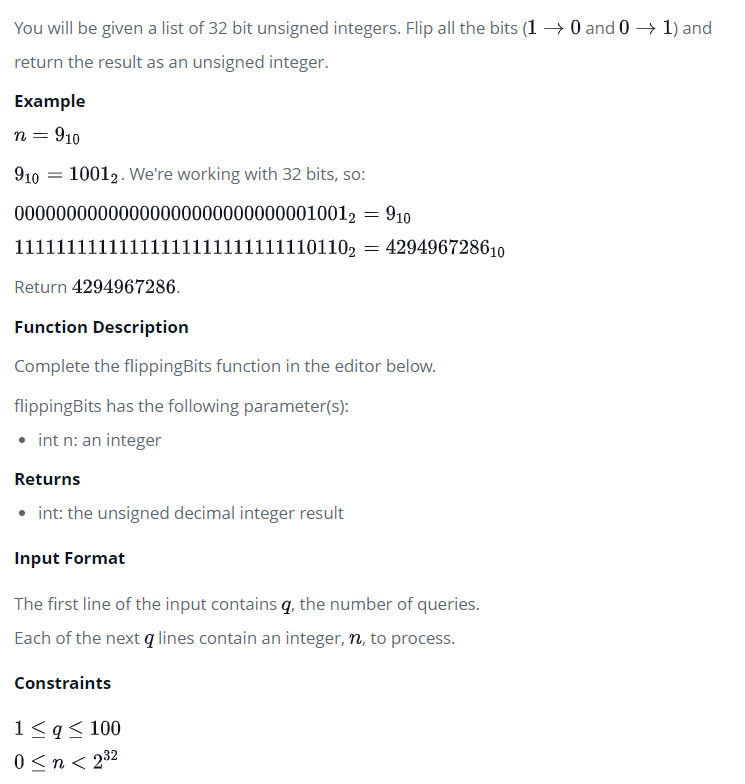 You will be given a list of 32 bit unsigned integers. Flip all the bits (1 → 0 and 0 → 1) and
return the result as an unsigned integer.
Example
n = 9₁₀
9₁₀ = 1001₂. We're working with 32 bits, so:
00000000000000000000000000001001₂ = 9₁₀
11111111111111111111111111110110₂ = 4294967286₁₀
Return 4294967286.
Function Description
Complete the flippingBits function in the editor below.
flippingBits has the following parameter(s):
• int n: an integer
Returns
• int: the unsigned decimal integer result
Input Format
The first line of the input contains q, the number of queries.
Each of the next q lines contain an integer, n, to process.
Constraints
1 ≤ q ≤ 100
0 ≤ n < 2³²